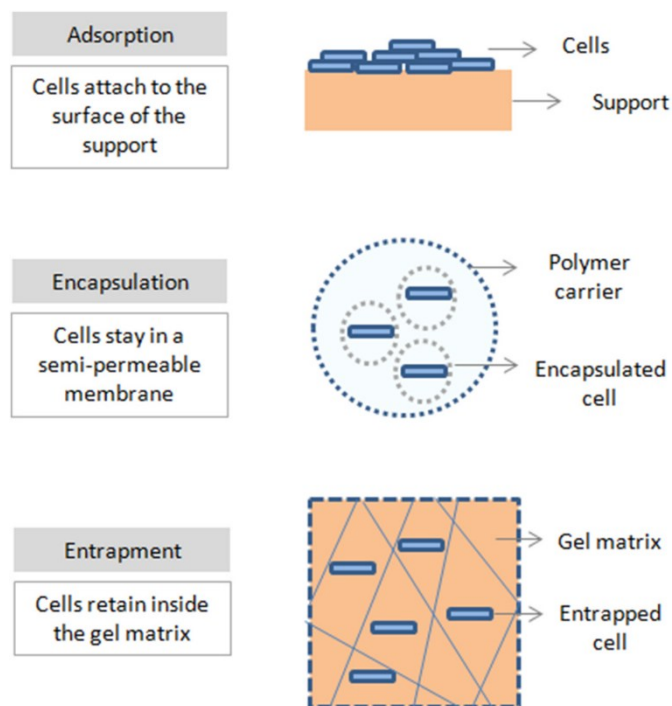 Adsorption
Cells attach to the
surface of the
support
Cells
Support
Encapsulation
Cells stay in a
semi-permeable
membrane
Polymer
carrier
Encapsulated
cell
Entrapment
Cells retain inside
the gel matrix
Gel matrix
Entrapped
cell